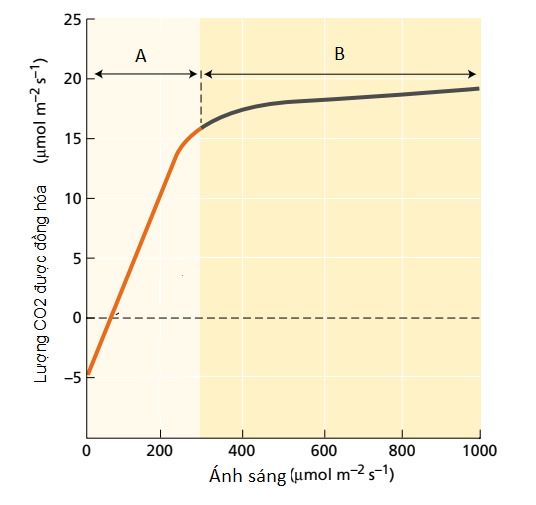 25
20
15
10
5
0
–5
Lượng CO2 được đồng hóa (µmol m–2 s–1)
A
B
0 200 400 600 800 1000
Ánh sáng (µmol m–2 s–1)